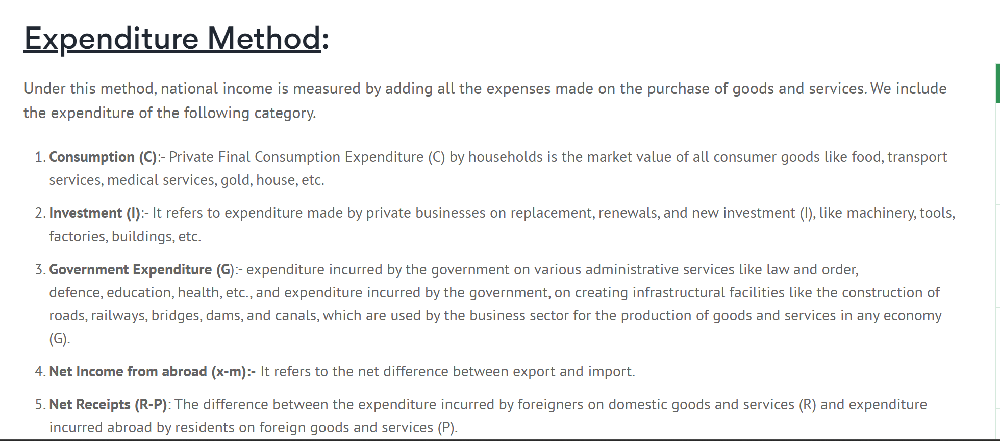 Expenditure Method:
Under this method, national income is measured by adding all the expenses made on the purchase of goods and services. We include
the expenditure of the following category.
1. Consumption (C):- Private Final Consumption Expenditure (C) by households is the market value of all consumer goods like food, transport
services, medical services, gold, house, etc.
2. Investment (I):- It refers to expenditure made by private businesses on replacement, renewals, and new investment (I), like machinery, tools,
factories, buildings, etc.
3. Government Expenditure (G):- expenditure incurred by the government on various administrative services like law and order,
defence, education, health, etc., and expenditure incurred by the government, on creating infrastructural facilities like the construction of
roads, railways, bridges, dams, and canals, which are used by the business sector for the production of goods and services in any economy
(G).
4. Net Income from abroad (x-m):- It refers to the net difference between export and import.
5. Net Receipts (R-P): The difference between the expenditure incurred by foreigners on domestic goods and services (R) and expenditure
incurred abroad by residents on foreign goods and services (P).